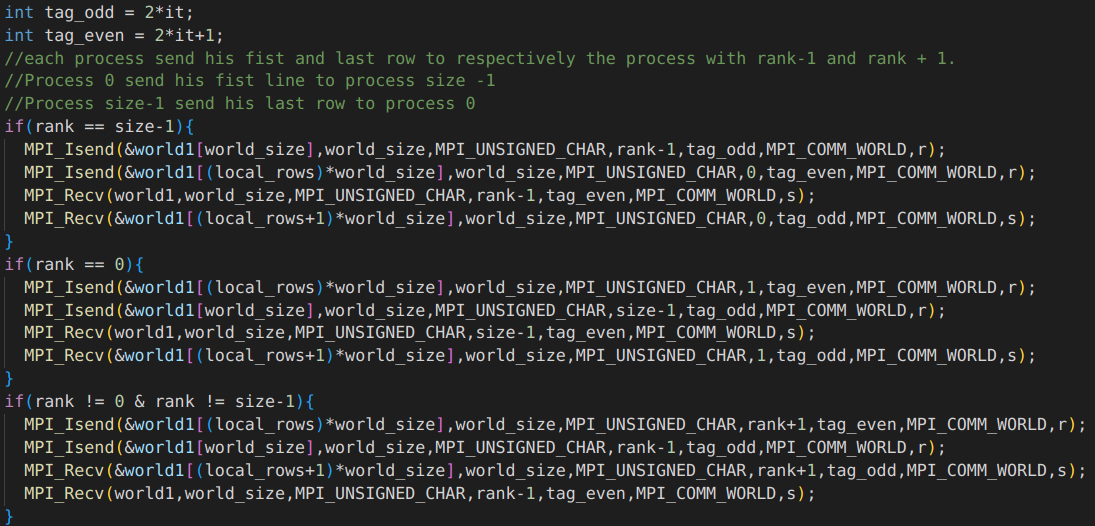 int tag_odd = 2*it;
int tag_even = 2*it+1;
//each process send his fist and last row to respectively the process with rank-1 and rank + 1.
//Process 0 send his fist line to process size -1
//Process size-1 send his last row to process 0
if(rank == size-1){
  MPI_Isend(&world1[world_size],world_size,MPI_UNSIGNED_CHAR,rank-1,tag_odd,MPI_COMM_WORLD,r);
  MPI_Isend(&world1[(local_rows)*world_size],world_size,MPI_UNSIGNED_CHAR,0,tag_even,MPI_COMM_WORLD,r);
  MPI_Recv(world1,world_size,MPI_UNSIGNED_CHAR,rank-1,tag_even,MPI_COMM_WORLD,s);
  MPI_Recv(&world1[(local_rows+1)*world_size],world_size,MPI_UNSIGNED_CHAR,0,tag_odd,MPI_COMM_WORLD,s);
}
if(rank == 0){
  MPI_Isend(&world1[(local_rows)*world_size],world_size,MPI_UNSIGNED_CHAR,1,tag_even,MPI_COMM_WORLD,r);
  MPI_Isend(&world1[world_size],world_size,MPI_UNSIGNED_CHAR,size-1,tag_odd,MPI_COMM_WORLD,r);
  MPI_Recv(world1,world_size,MPI_UNSIGNED_CHAR,size-1,tag_even,MPI_COMM_WORLD,s);
  MPI_Recv(&world1[(local_rows+1)*world_size],world_size,MPI_UNSIGNED_CHAR,1,tag_odd,MPI_COMM_WORLD,s);
}
if(rank != 0 & rank != size-1){
  MPI_Isend(&world1[(local_rows)*world_size],world_size,MPI_UNSIGNED_CHAR,rank+1,tag_even,MPI_COMM_WORLD,r);
  MPI_Isend(&world1[world_size],world_size,MPI_UNSIGNED_CHAR,rank-1,tag_odd,MPI_COMM_WORLD,r);
  MPI_Recv(&world1[(local_rows+1)*world_size],world_size,MPI_UNSIGNED_CHAR,rank+1,tag_odd,MPI_COMM_WORLD,s);
  MPI_Recv(world1,world_size,MPI_UNSIGNED_CHAR,rank-1,tag_even,MPI_COMM_WORLD,s);
}